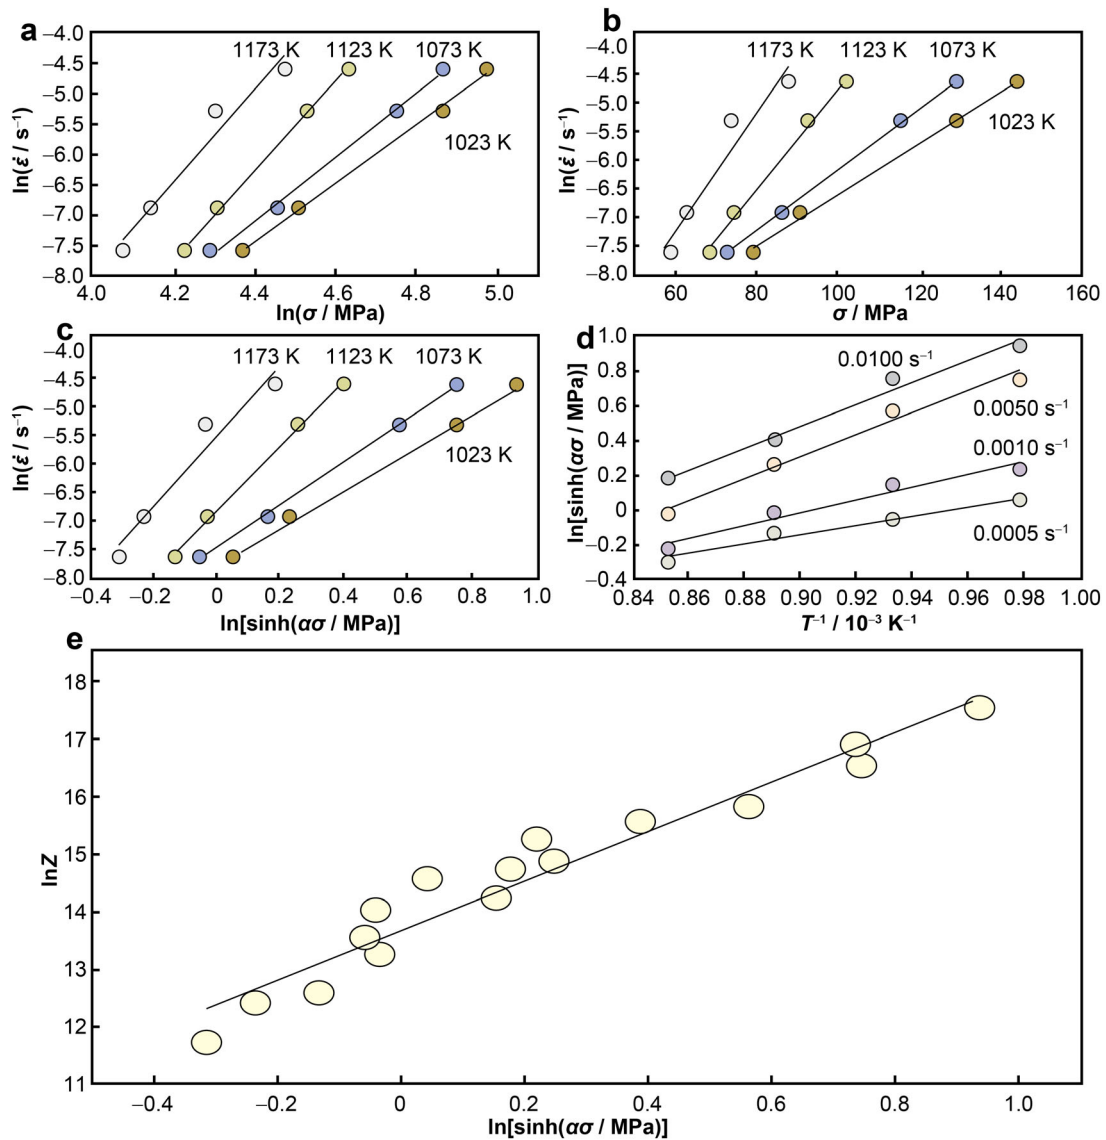 a
ln(ε̇ / s⁻¹)
−4.0
−4.5
−5.0
−5.5
−6.0
−6.5
−7.0
−7.5
−8.0
1173 K
1123 K
1073 K
1023 K
4.0 4.2 4.4 4.6 4.8 5.0
ln(σ / MPa)
b
ln(ε̇ / s⁻¹)
−4.0
−4.5
−5.0
−5.5
−6.0
−6.5
−7.0
−7.5
−8.0
1173 K
1123 K
1073 K
1023 K
60 80 100 120 140 160
σ / MPa
c
ln(ε̇ / s⁻¹)
−4.0
−4.5
−5.0
−5.5
−6.0
−6.5
−7.0
−7.5
−8.0
1173 K
1123 K
1073 K
1023 K
−0.4 −0.2 0 0.2 0.4 0.6 0.8 1.0
ln[sinh(ασ / MPa)]
d
ln[sinh(ασ / MPa)]
1.0
0.8
0.6
0.4
0.2
0
−0.2
−0.4
0.0100 s⁻¹
0.0050 s⁻¹
0.0010 s⁻¹
0.0005 s⁻¹
0.84 0.86 0.88 0.90 0.92 0.94 0.96 0.98 1.00
T⁻¹ / 10⁻³ K⁻¹
e
lnZ
18
17
16
15
14
13
12
11
−0.4 −0.2 0 0.2 0.4 0.6 0.8 1.0
ln[sinh(ασ / MPa)]